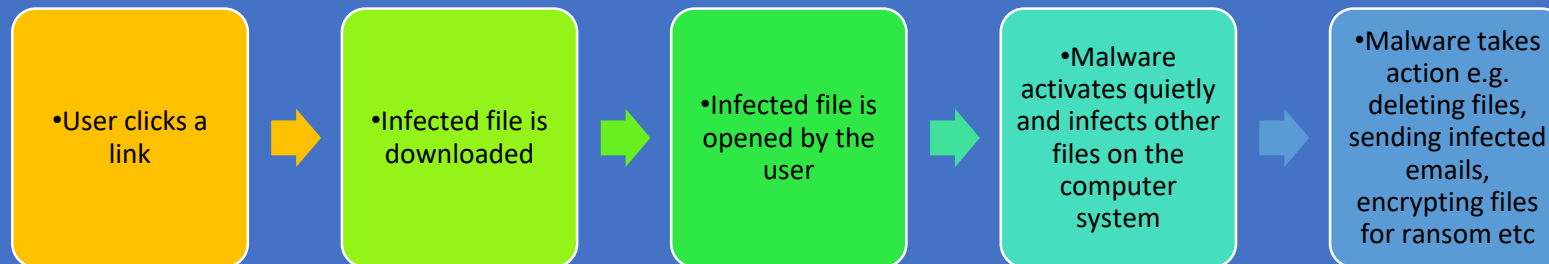 •User clicks a
link
•Infected file is
downloaded
•Infected file is
opened by the
user
•Malware
activates quietly
and infects other
files on the
computer
system
•Malware takes
action e.g.
deleting files,
sending infected
emails,
encrypting files
for ransom etc